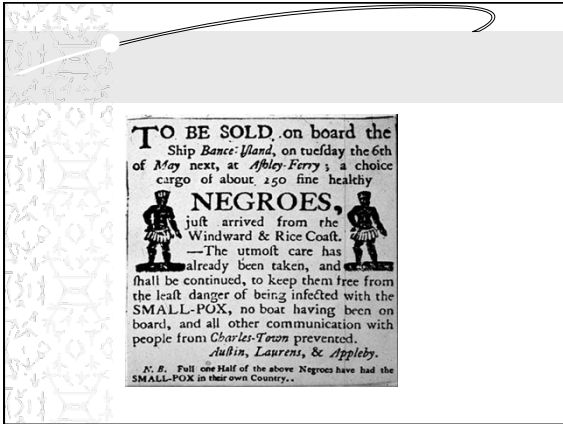 TO BE SOLD, on board the
Ship Bance-Yſland, on tueſday the 6th
of May next, at Aſhley-Ferry; a choice
cargo of about 250 fine healthy
NEGROES,
juſt arrived from the
Windward & Rice Coaſt.
—The utmoſt care has
already been taken, and
ſhall be continued, to keep them free from
the leaſt danger of being infected with the
SMALL-POX, no boat having been on
board, and all other communication with
people from Charles-Town prevented.
Auſtin, Laurens, & Appleby.
N. B. Full one Half of the above Negroes have had the
SMALL-POX in their own Country.